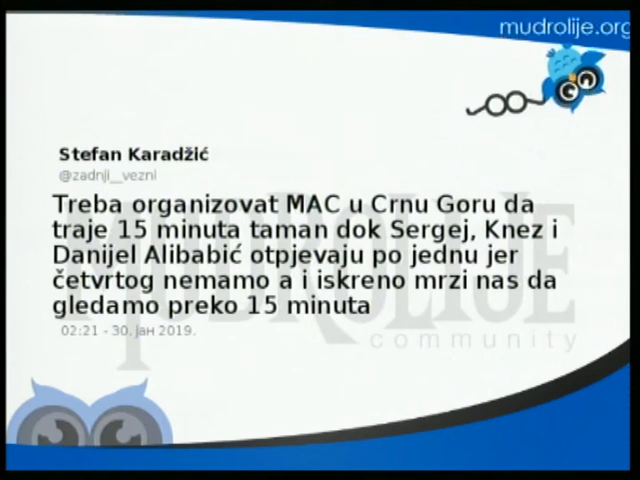 mudrolije.org
Stefan Karadžić
@zadnji__vezni
Treba organizovat MAC u Crnu Goru da
traje 15 minuta taman dok Sergej, Knez i
Danijel Alibabić otpjevaju po jednu jer
četvrtog nemamo a i iskreno mrzi nas da
gledamo preko 15 minuta
02:21 - 30. јан 2019.
MUDROLIJE
community